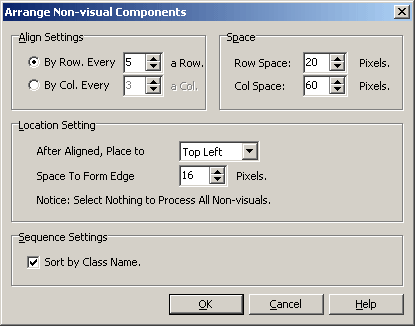 Arrange Non-visual Components
Align Settings
By Row. Every 5 a Row.
By Col. Every 3 a Col.
Space
Row Space: 20 Pixels.
Col Space: 60 Pixels.
Location Setting
After Aligned, Place to Top Left
Space To Form Edge 16 Pixels.
Notice: Select Nothing to Process All Non-visuals.
Sequence Settings
Sort by Class Name.
OK Cancel Help